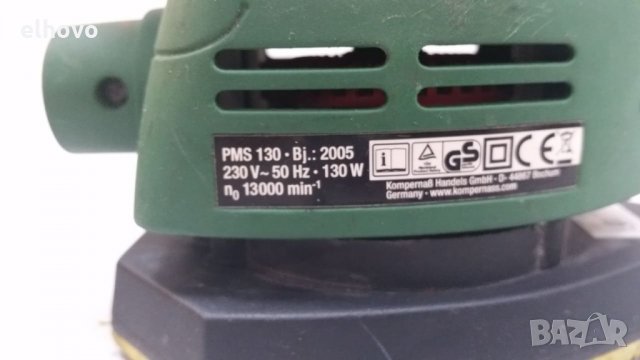 elhovo
PMS 130 • Bj.: 2005
230 V~ 50 Hz • 130 W
n₀ 13000 min⁻¹
GS
Kompernaß Handels GmbH • D- 44867 Bochum
Germany • www.kompernass.com
BAZAR